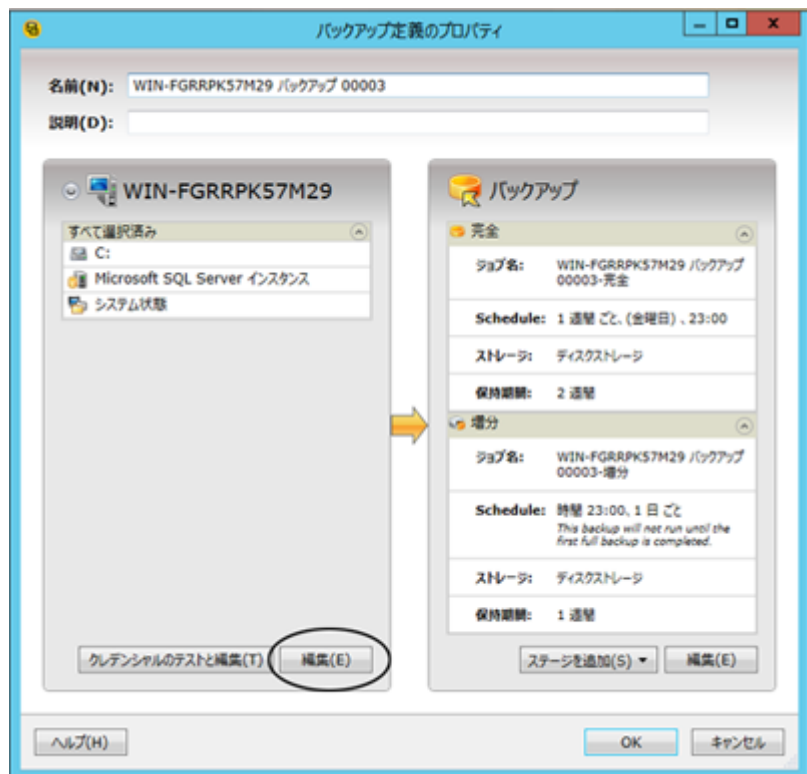 バックアップ定義のプロパティ
名前(N): WIN-FGRRPK57M29 バックアップ 00003
説明(D):
WIN-FGRRPK57M29
すべて選択済み
C:
Microsoft SQL Server インスタンス
システム状態
クレデンシャルのテストと編集(T)
編集(E)
バックアップ
完全
ジョブ名: WIN-FGRRPK57M29 バックアップ
00003-完全
Schedule: 1 週間 ごと、(金曜日) 、23:00
ストレージ: ディスクストレージ
保持期間: 2 週間
増分
ジョブ名: WIN-FGRRPK57M29 バックアップ
00003-増分
Schedule: 時間 23:00、1 日 ごと
This backup will not run until the
first full backup is completed.
ストレージ: ディスクストレージ
保持期間: 1 週間
ステージを追加(S)
編集(E)
ヘルプ(H)
OK
キャンセル